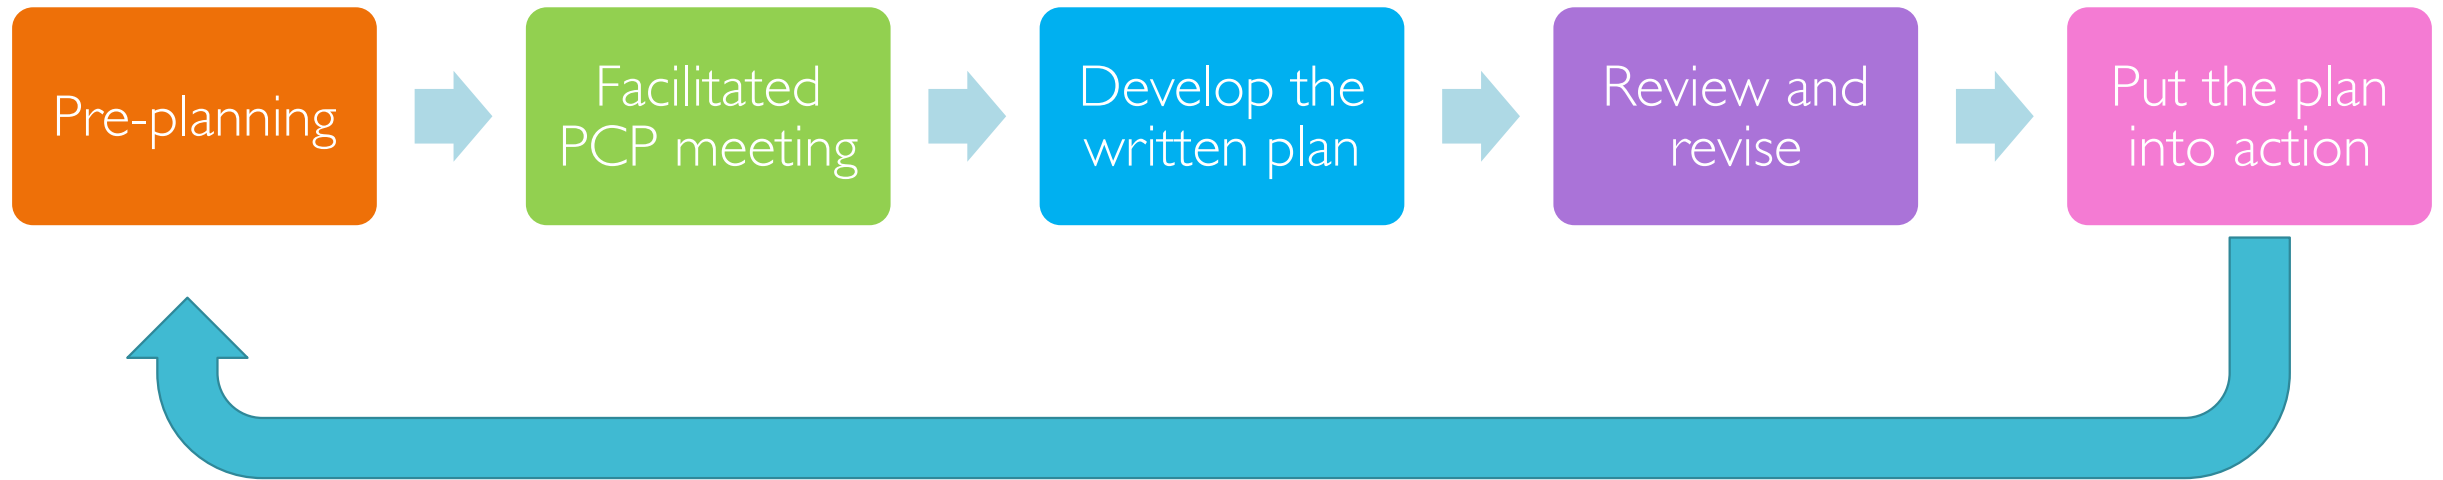 Pre-planning
Facilitated
PCP meeting
Develop the
written plan
Review and
revise
Put the plan
into action